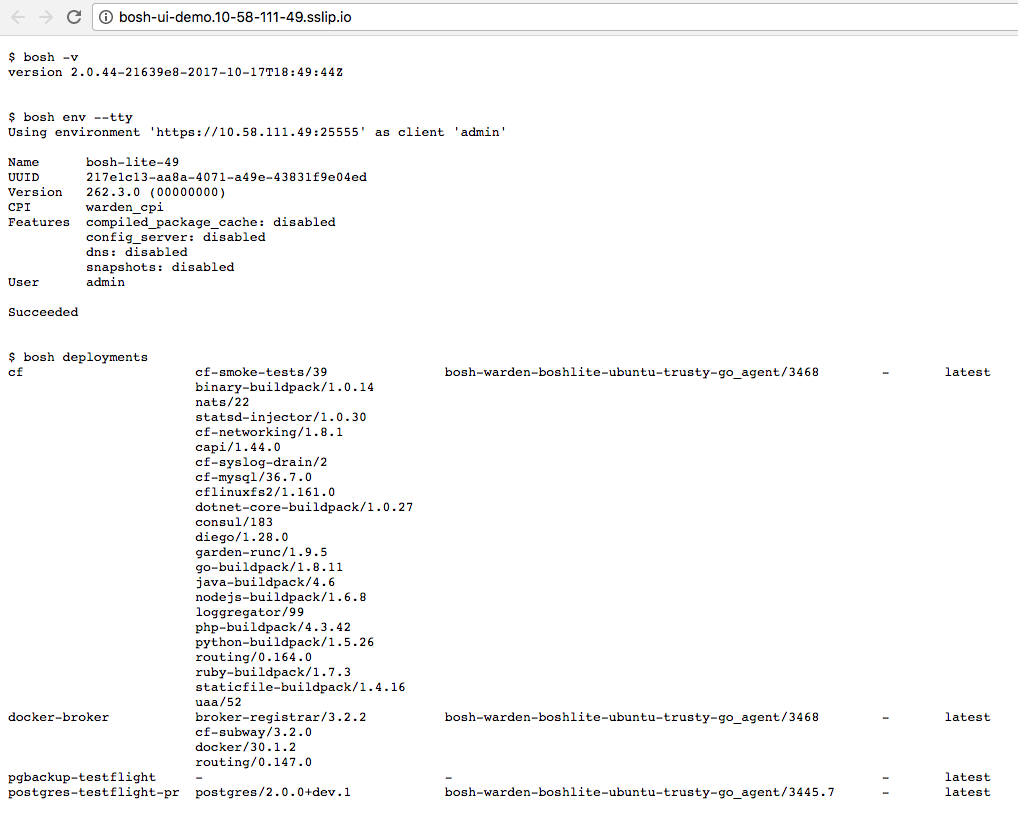 bosh-ui-demo.10-58-111-49.sslip.io
$ bosh -v
version 2.0.44-21639e8-2017-10-17T18:49:44Z
$ bosh env --tty
Using environment 'https://10.58.111.49:25555' as client 'admin'
Name bosh-lite-49
UUID 217e1c13-aa8a-4071-a49e-43831f9e04ed
Version 262.3.0 (00000000)
CPI warden_cpi
Features compiled_package_cache: disabled
config_server: disabled
dns: disabled
snapshots: disabled
User admin
Succeeded
$ bosh deployments
cf cf-smoke-tests/39 bosh-warden-boshlite-ubuntu-trusty-go_agent/3468 - latest
binary-buildpack/1.0.14
nats/22
statsd-injector/1.0.30
cf-networking/1.8.1
capi/1.44.0
cf-syslog-drain/2
cf-mysql/36.7.0
cflinuxfs2/1.161.0
dotnet-core-buildpack/1.0.27
consul/183
diego/1.28.0
garden-runc/1.9.5
go-buildpack/1.8.11
java-buildpack/4.6
nodejs-buildpack/1.6.8
loggregator/99
php-buildpack/4.3.42
python-buildpack/1.5.26
routing/0.164.0
ruby-buildpack/1.7.3
staticfile-buildpack/1.4.16
uaa/52
docker-broker broker-registrar/3.2.2 bosh-warden-boshlite-ubuntu-trusty-go_agent/3468 - latest
cf-subway/3.2.0
docker/30.1.2
routing/0.147.0
pgbackup-testflight - - - latest
postgres-testflight-pr postgres/2.0.0+dev.1 bosh-warden-boshlite-ubuntu-trusty-go_agent/3445.7 - latest